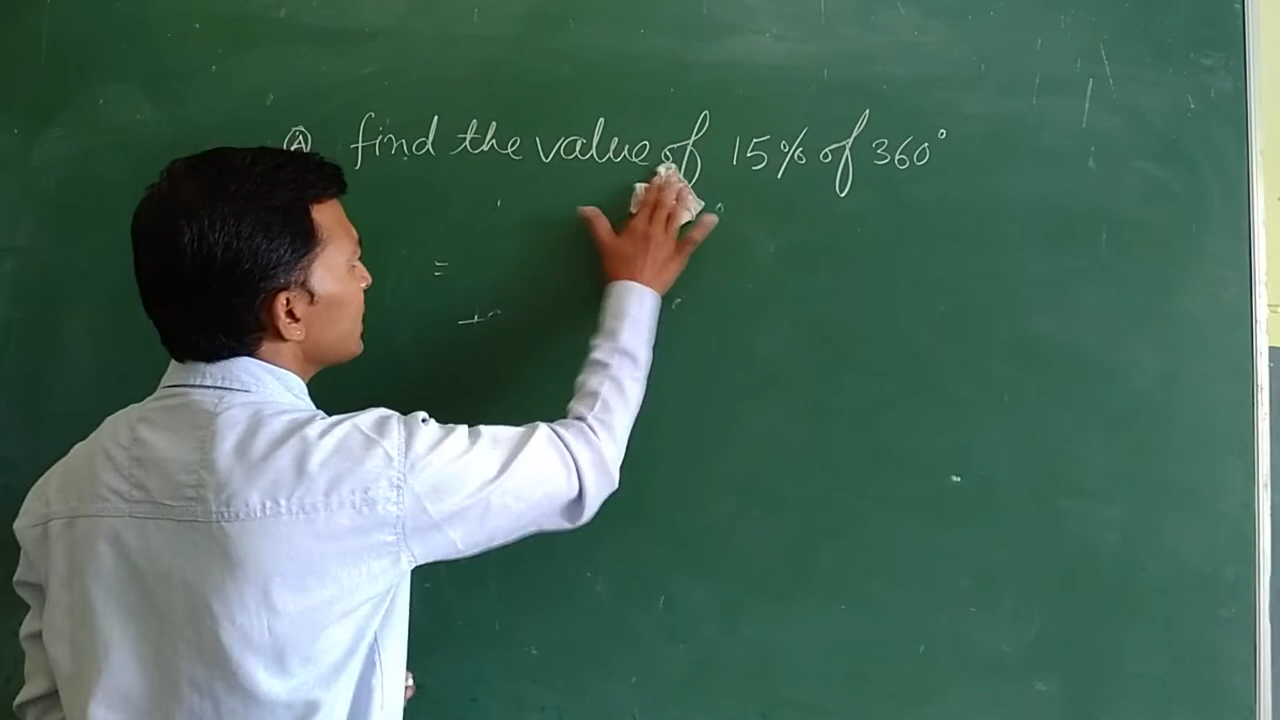 Ⓐ find the value of 15% of 360°
=